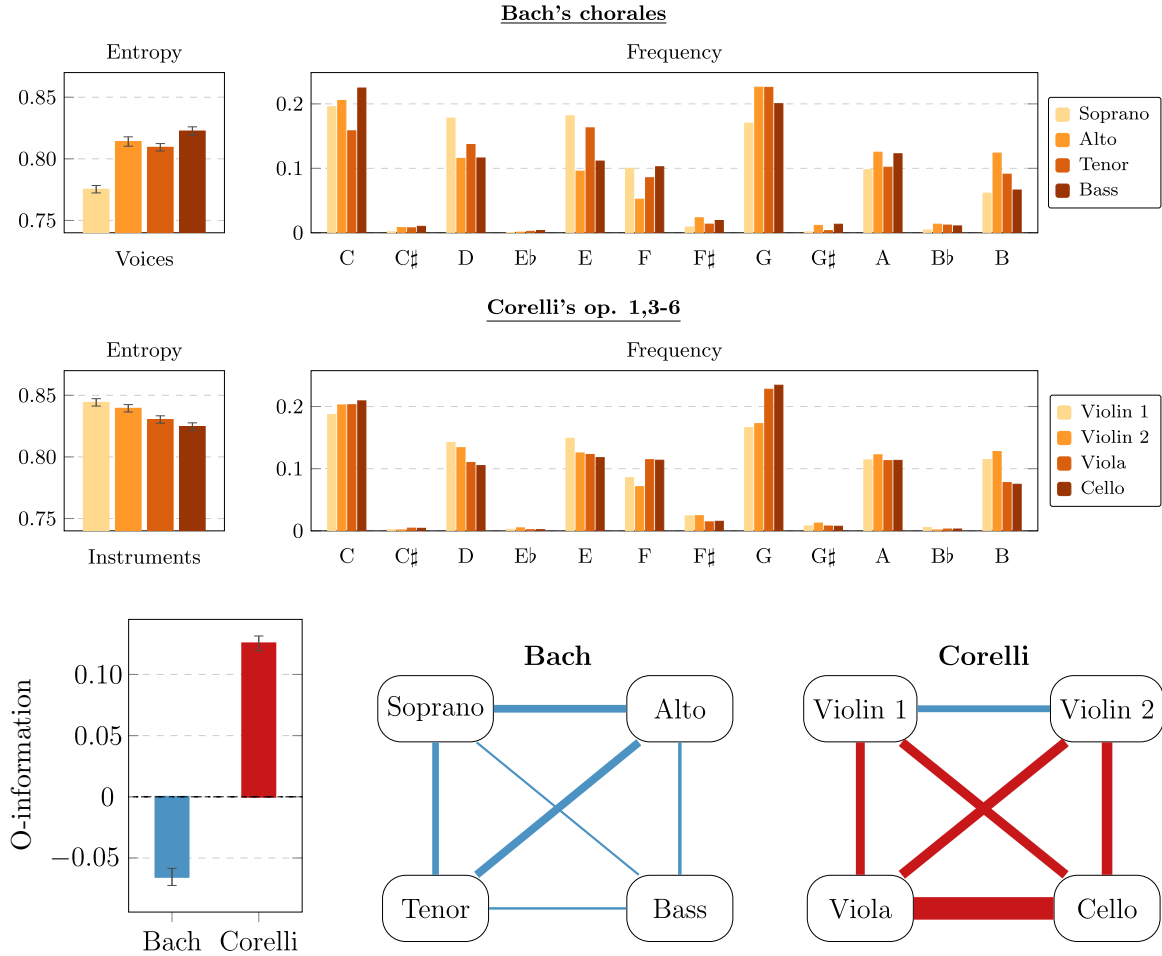 Bach's chorales
Entropy
Frequency
0.85
0.80
0.75
0.2
0.1
0
Soprano
Alto
Tenor
Bass
Voices
C C♯ D E♭ E F F♯ G G♯ A B♭ B
Corelli's op. 1,3-6
Entropy
Frequency
0.85
0.80
0.75
0.2
0.1
0
Violin 1
Violin 2
Viola
Cello
Instruments
C C♯ D E♭ E F F♯ G G♯ A B♭ B
O-information
0.10
0.05
0
−0.05
Bach Corelli
Bach
Soprano Alto
Tenor Bass
Corelli
Violin 1 Violin 2
Viola Cello